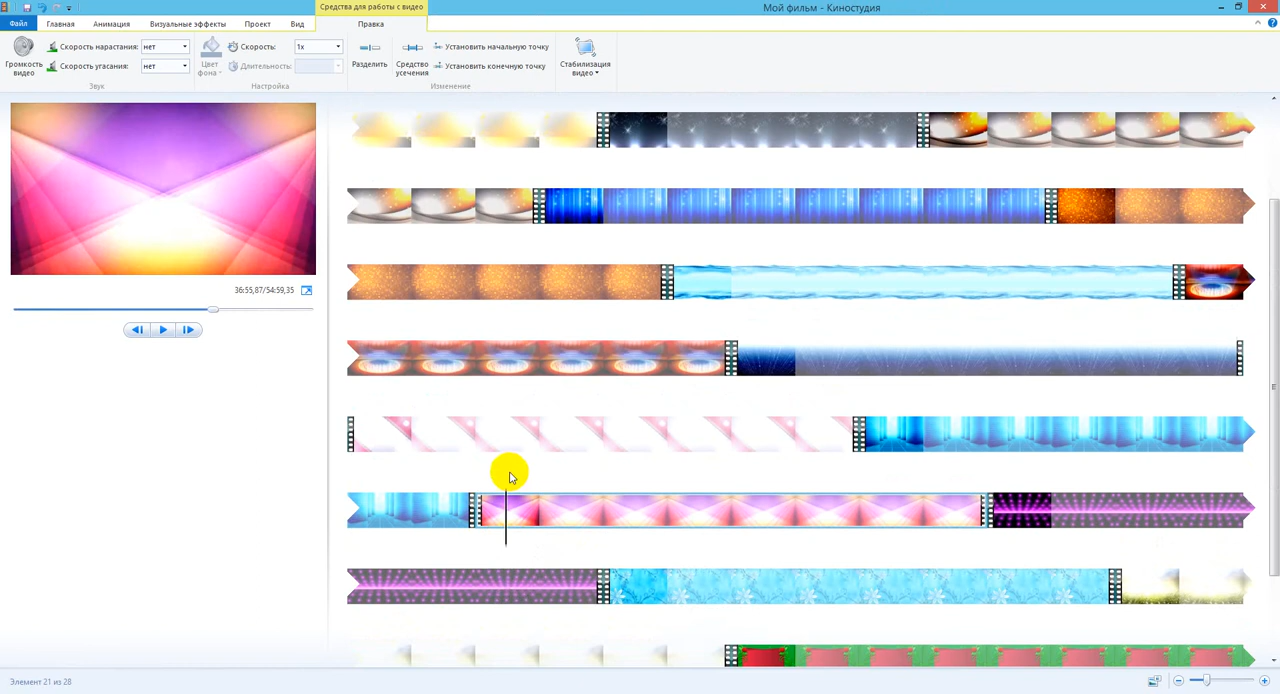 Средства для работы с видео
Мой фильм - Киностудия
Файл
Главная
Анимация
Визуальные эффекты
Проект
Вид
Правка
Громкость видео
Скорость нарастания: нет
Скорость угасания: нет
Звук
Цвет фона
Скорость: 1x
Длительность:
Настройка
Разделить
Средство усечения
Установить начальную точку
Установить конечную точку
Изменение
Стабилизация видео
36:55,87/54:59,35
Элемент 21 из 28